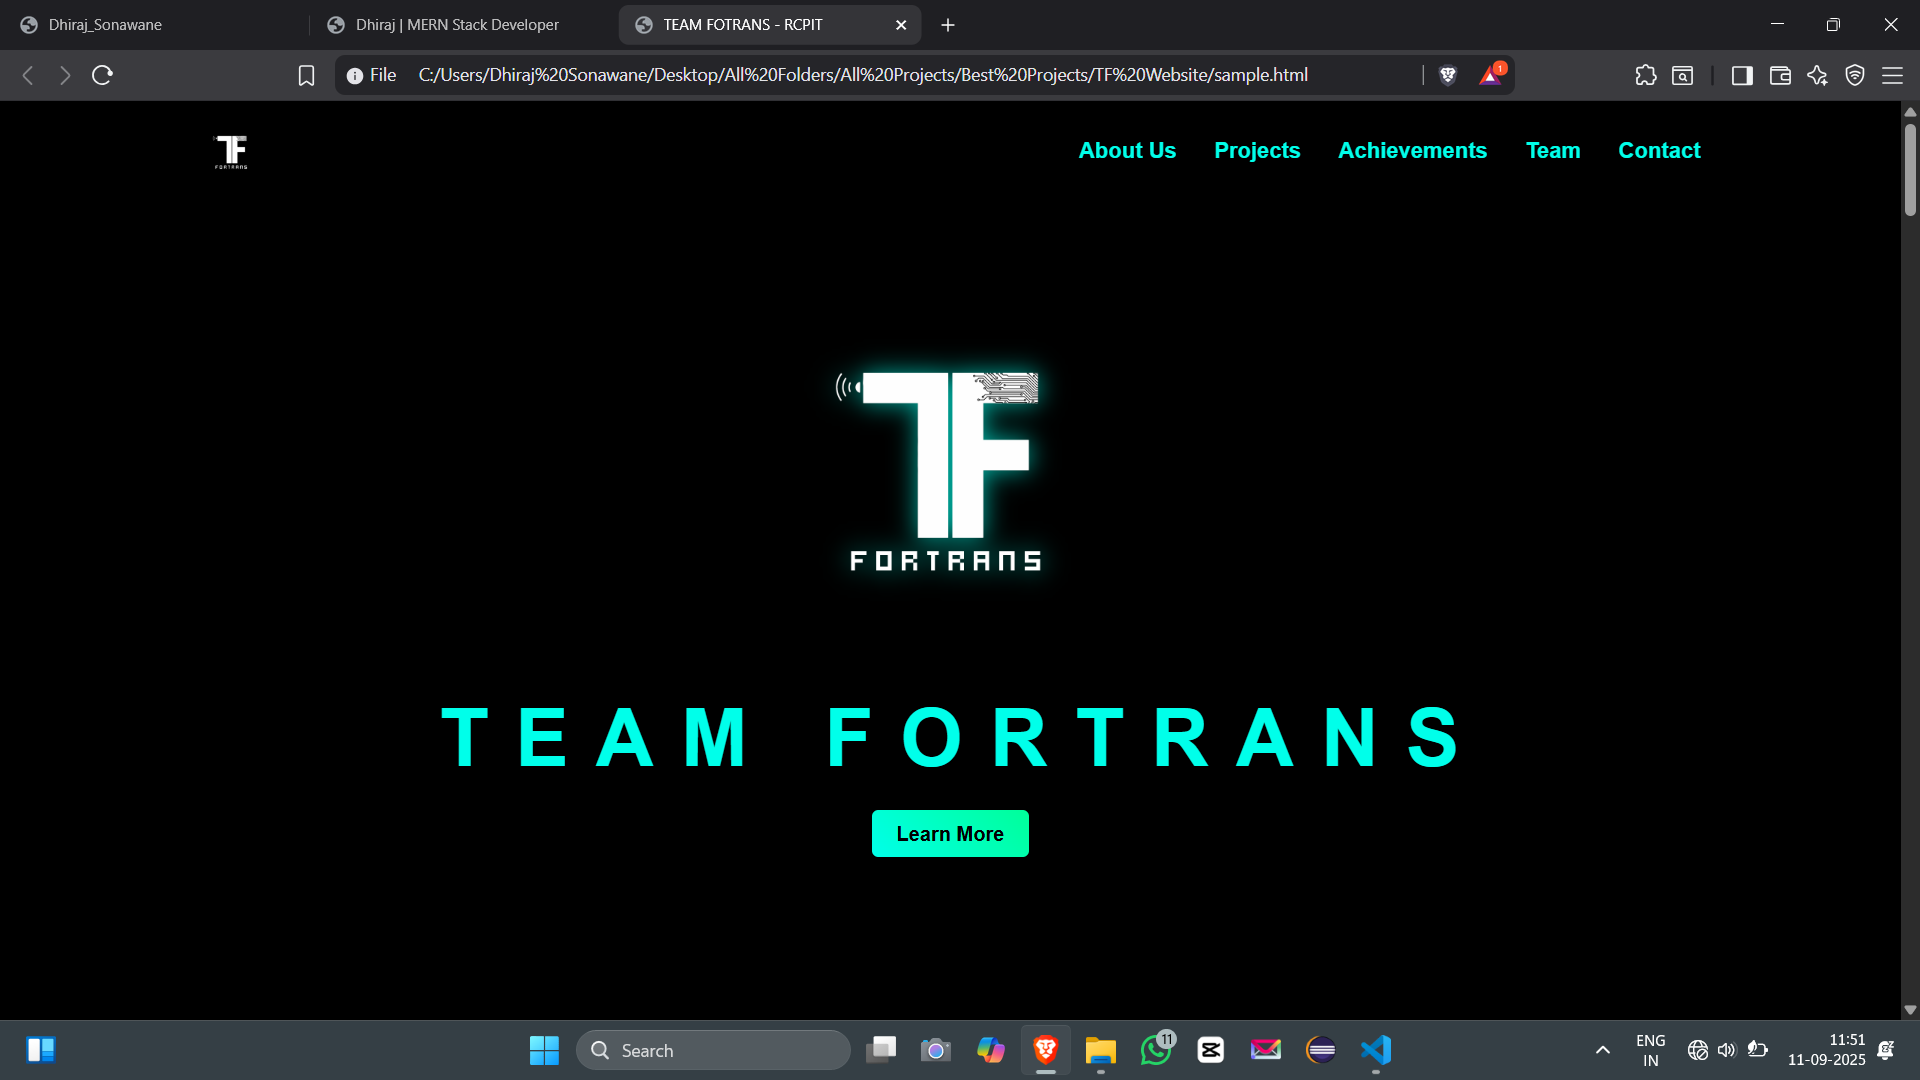 Dhiraj_Sonawane
Dhiraj | MERN Stack Developer
TEAM FOTRANS - RCPIT
File
C:/Users/Dhiraj%20Sonawane/Desktop/All%20Folders/All%20Projects/Best%20Projects/TF%20Website/sample.html
1
TF
FORTRANS
About Us
Projects
Achievements
Team
Contact
TF
FORTRANS
TEAM FORTRANS
Learn More
Search
11
ENG
IN
11:51
11-09-2025